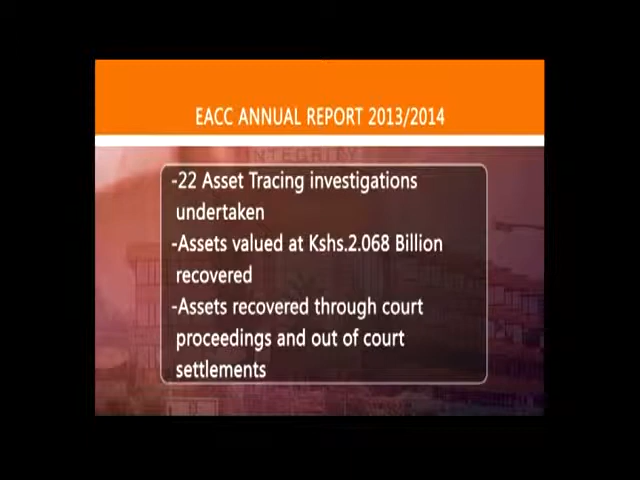 EACC ANNUAL REPORT 2013/2014
INTEGRITY
-22 Asset Tracing investigations
undertaken
-Assets valued at Kshs.2.068 Billion
recovered
-Assets recovered through court
proceedings and out of court
settlements